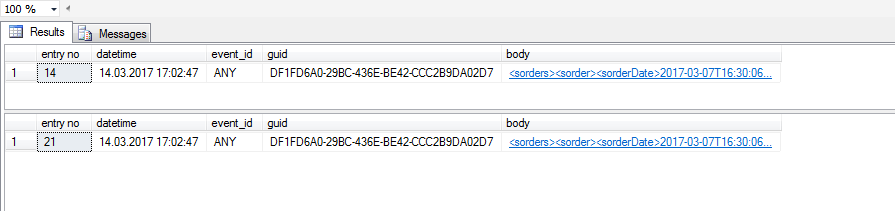 100 %
Results Messages
entry no datetime event_id guid body
1 14 14.03.2017 17:02:47 ANY DF1FD6A0-29BC-436E-BE42-CCC2B9DA02D7 <sorders><sorder><sorderDate>2017-03-07T16:30:06...
entry no datetime event_id guid body
1 21 14.03.2017 17:02:47 ANY DF1FD6A0-29BC-436E-BE42-CCC2B9DA02D7 <sorders><sorder><sorderDate>2017-03-07T16:30:06...